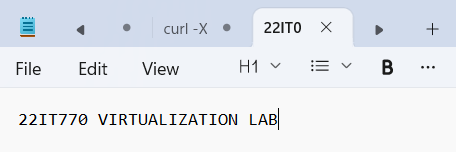 curl -X 22IT0
File Edit View H1 B ...
22IT770 VIRTUALIZATION LAB